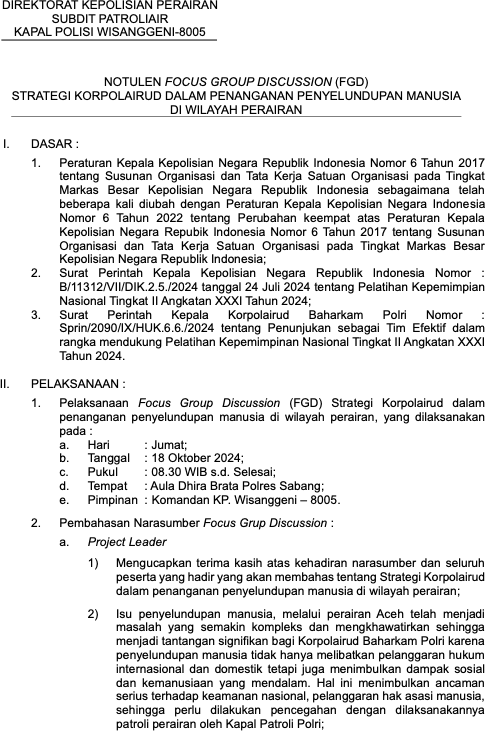 DIREKTORAT KEPOLISIAN PERAIRAN
SUBDIT PATROLIAIR
KAPAL POLISI WISANGGENI-8005
NOTULEN FOCUS GROUP DISCUSSION (FGD)
STRATEGI KORPOLAIRUD DALAM PENANGANAN PENYELUNDUPAN MANUSIA
DI WILAYAH PERAIRAN
I. DASAR :
1. Peraturan Kepala Kepolisian Negara Republik Indonesia Nomor 6 Tahun 2017
tentang Susunan Organisasi dan Tata Kerja Satuan Organisasi pada Tingkat
Markas Besar Kepolisian Negara Republik Indonesia sebagaimana telah
beberapa kali diubah dengan Peraturan Kepala Kepolisian Negara Indonesia
Nomor 6 Tahun 2022 tentang Perubahan keempat atas Peraturan Kepala
Kepolisian Negara Repubik Indonesia Nomor 6 Tahun 2017 tentang Susunan
Organisasi dan Tata Kerja Satuan Organisasi pada Tingkat Markas Besar
Kepolisian Negara Republik Indonesia;
2. Surat Perintah Kepala Kepolisian Negara Republik Indonesia Nomor :
B/11312/VII/DIK.2.5./2024 tanggal 24 Juli 2024 tentang Pelatihan Kepemimpian
Nasional Tingkat II Angkatan XXXI Tahun 2024;
3. Surat Perintah Kepala Korpolairud Baharkam Polri Nomor :
Sprin/2090/IX/HUK.6.6./2024 tentang Penunjukan sebagai Tim Efektif dalam
rangka mendukung Pelatihan Kepemimpinan Nasional Tingkat II Angkatan XXXI
Tahun 2024.
II. PELAKSANAAN :
1. Pelaksanaan Focus Group Discussion (FGD) Strategi Korpolairud dalam
penanganan penyelundupan manusia di wilayah perairan, yang dilaksanakan
pada :
a. Hari : Jumat;
b. Tanggal : 18 Oktober 2024;
c. Pukul : 08.30 WIB s.d. Selesai;
d. Tempat : Aula Dhira Brata Polres Sabang;
e. Pimpinan : Komandan KP. Wisanggeni – 8005.
2. Pembahasan Narasumber Focus Grup Discussion :
a. Project Leader
1) Mengucapkan terima kasih atas kehadiran narasumber dan seluruh
peserta yang hadir yang akan membahas tentang Strategi Korpolairud
dalam penanganan penyelundupan manusia di wilayah perairan;
2) Isu penyelundupan manusia, melalui perairan Aceh telah menjadi
masalah yang semakin kompleks dan mengkhawatirkan sehingga
menjadi tantangan signifikan bagi Korpolairud Baharkam Polri karena
penyelundupan manusia tidak hanya melibatkan pelanggaran hukum
internasional dan domestik tetapi juga menimbulkan dampak sosial
dan kemanusiaan yang mendalam. Hal ini menimbulkan ancaman
serius terhadap keamanan nasional, pelanggaran hak asasi manusia,
sehingga perlu dilakukan pencegahan dengan dilaksanakannya
patroli perairan oleh Kapal Patroli Polri;